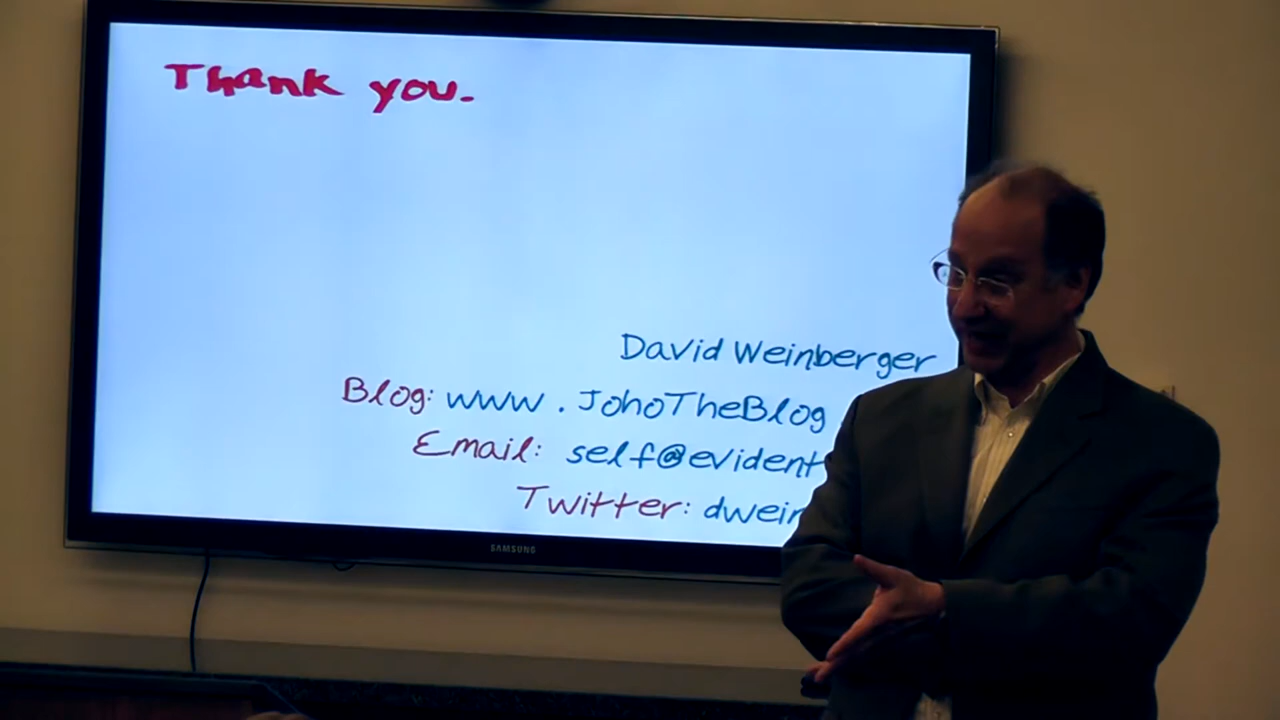 Thank you.
David Weinberger
Blog: www.JohoTheBlog
Email: self@evident
Twitter: dwein
SAMSUNG